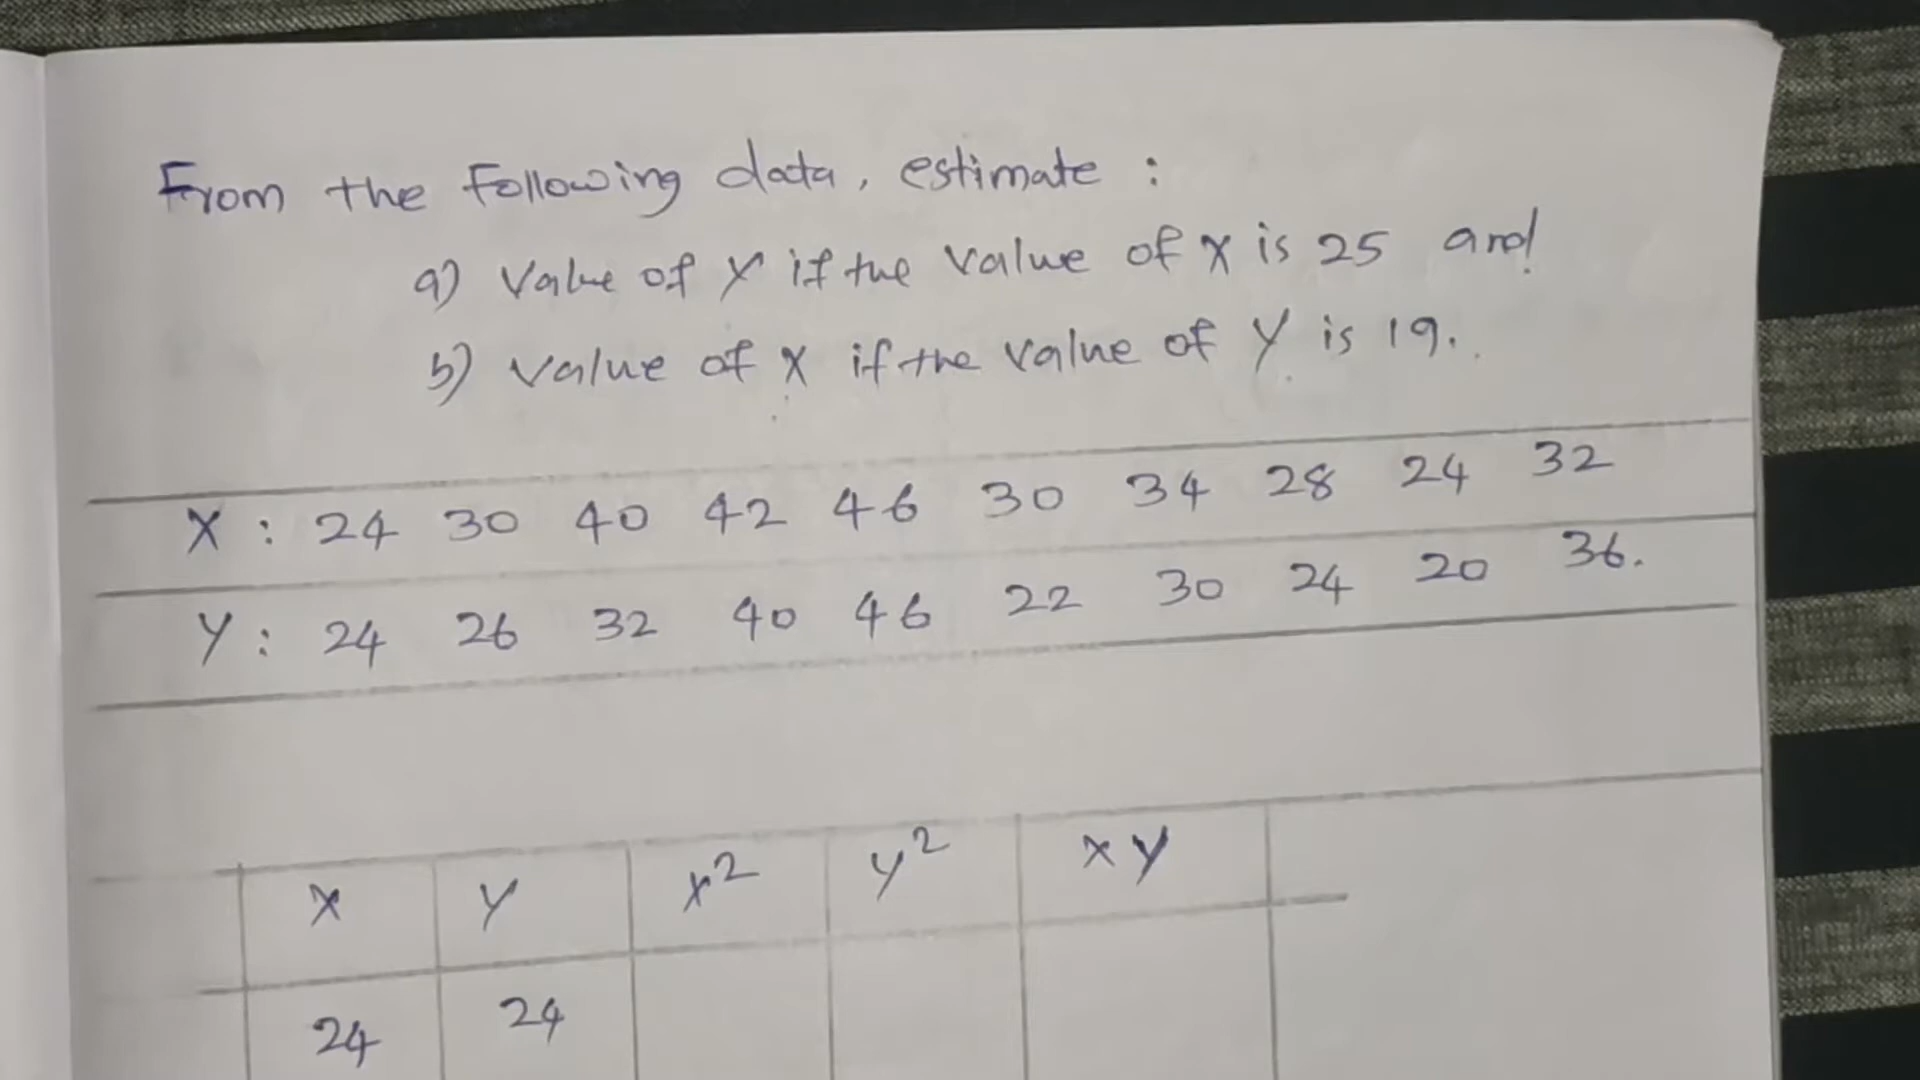 From the following data, estimate :
a) Value of Y if the value of X is 25 and
b) value of X if the value of Y is 19.
X : 24 30 40 42 46 30 34 28 24 32
Y : 24 26 32 40 46 22 30 24 20 36.
X Y x² y² XY
24 24